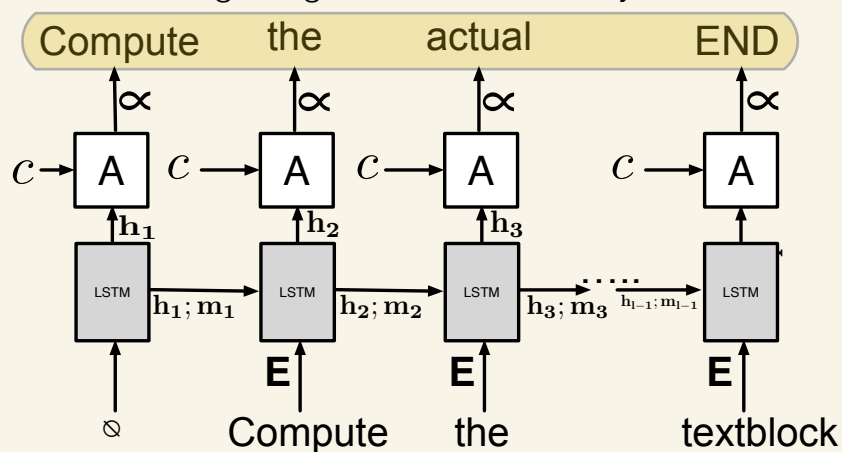 Compute the actual END
∝ ∝ ∝ ∝
c A c A c A c A
h₁ h₂ h₃
LSTM LSTM LSTM ..... LSTM
h₁; m₁ h₂; m₂ h₃; m₃ hₗ₋₁; mₗ₋₁
E E E
∅ Compute the textblock